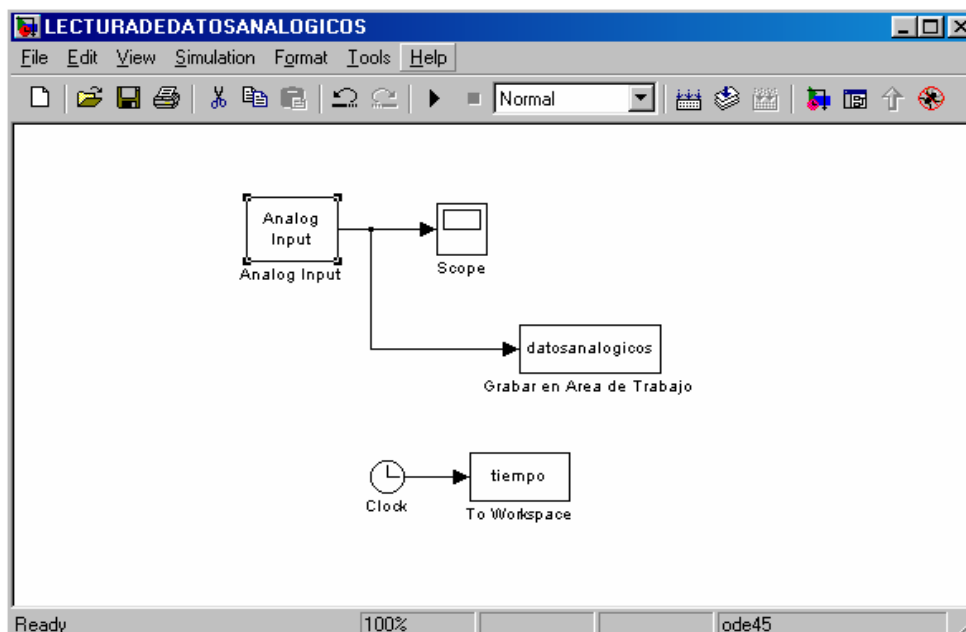 LECTURADEDATOSANALOGICOS
File Edit View Simulation Format Tools Help
Normal
Analog
Input
Analog Input
Scope
datosanalogicos
Grabar en Area de Trabajo
tiempo
Clock
To Workspace
Ready 100% ode45